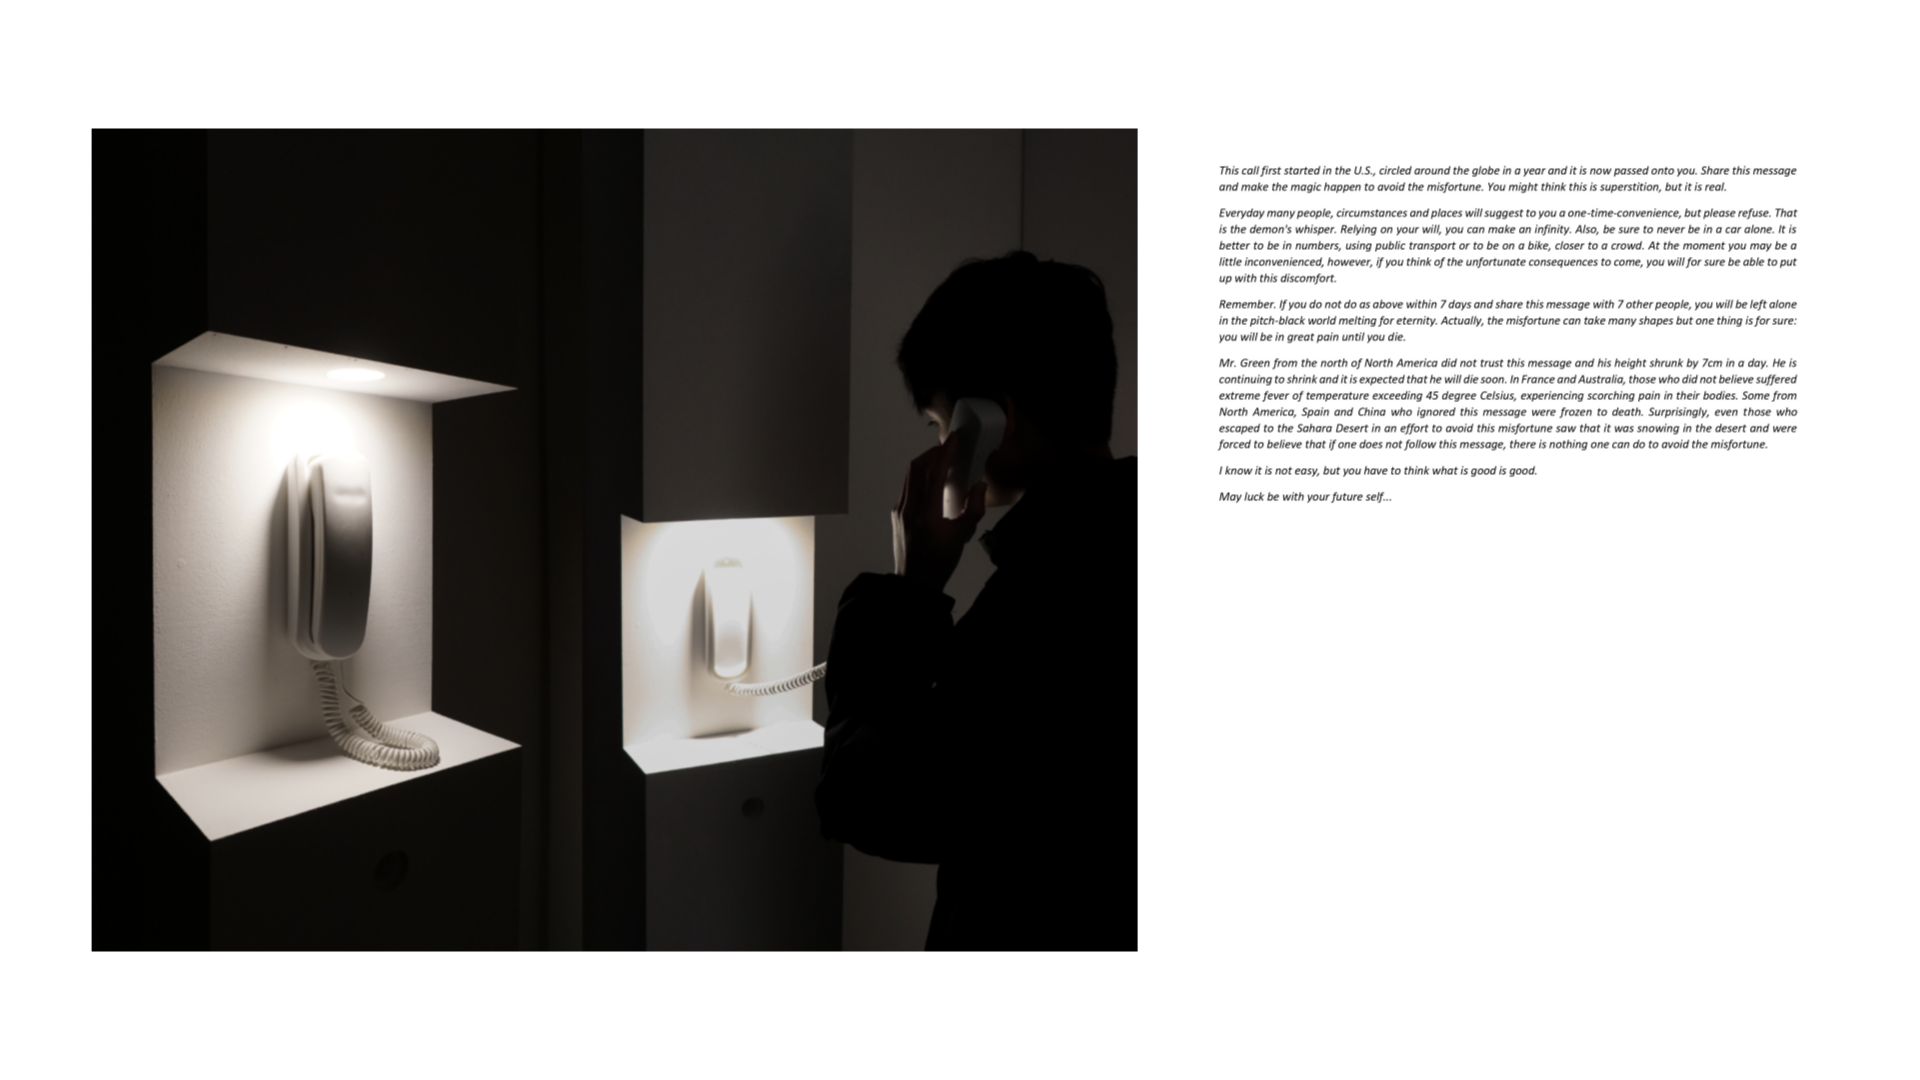 This call first started in the U.S., circled around the globe in a year and it is now passed onto you. Share this message
and make the magic happen to avoid the misfortune. You might think this is superstition, but it is real.
Everyday many people, circumstances and places will suggest to you a one-time-convenience, but please refuse. That
is the demon's whisper. Relying on your will, you can make an infinity. Also, be sure to never be in a car alone. It is
better to be in numbers, using public transport or to be on a bike, closer to a crowd. At the moment you may be a
little inconvenienced, however, if you think of the unfortunate consequences to come, you will for sure be able to put
up with this discomfort.
Remember. If you do not do as above within 7 days and share this message with 7 other people, you will be left alone
in the pitch-black world melting for eternity. Actually, the misfortune can take many shapes but one thing is for sure:
you will be in great pain until you die.
Mr. Green from the north of North America did not trust this message and his height shrunk by 7cm in a day. He is
continuing to shrink and it is expected that he will die soon. In France and Australia, those who did not believe suffered
extreme fever of temperature exceeding 45 degree Celsius, experiencing scorching pain in their bodies. Some from
North America, Spain and China who ignored this message were frozen to death. Surprisingly, even those who
escaped to the Sahara Desert in an effort to avoid this misfortune saw that it was snowing in the desert and were
forced to believe that if one does not follow this message, there is nothing one can do to avoid the misfortune.
I know it is not easy, but you have to think what is good is good.
May luck be with your future self...